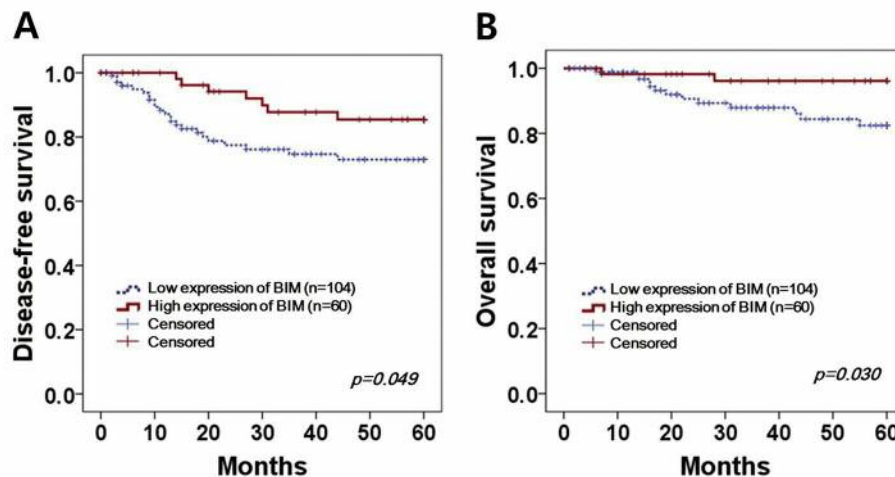 A
Disease-free survival
1.0
0.8
0.6
0.4
0.2
0.0
Low expression of BIM (n=104)
High expression of BIM (n=60)
Censored
Censored
p=0.049
0 10 20 30 40 50 60
Months
B
Overall survival
1.0
0.8
0.6
0.4
0.2
0.0
Low expression of BIM (n=104)
High expression of BIM (n=60)
Censored
Censored
p=0.030
0 10 20 30 40 50 60
Months